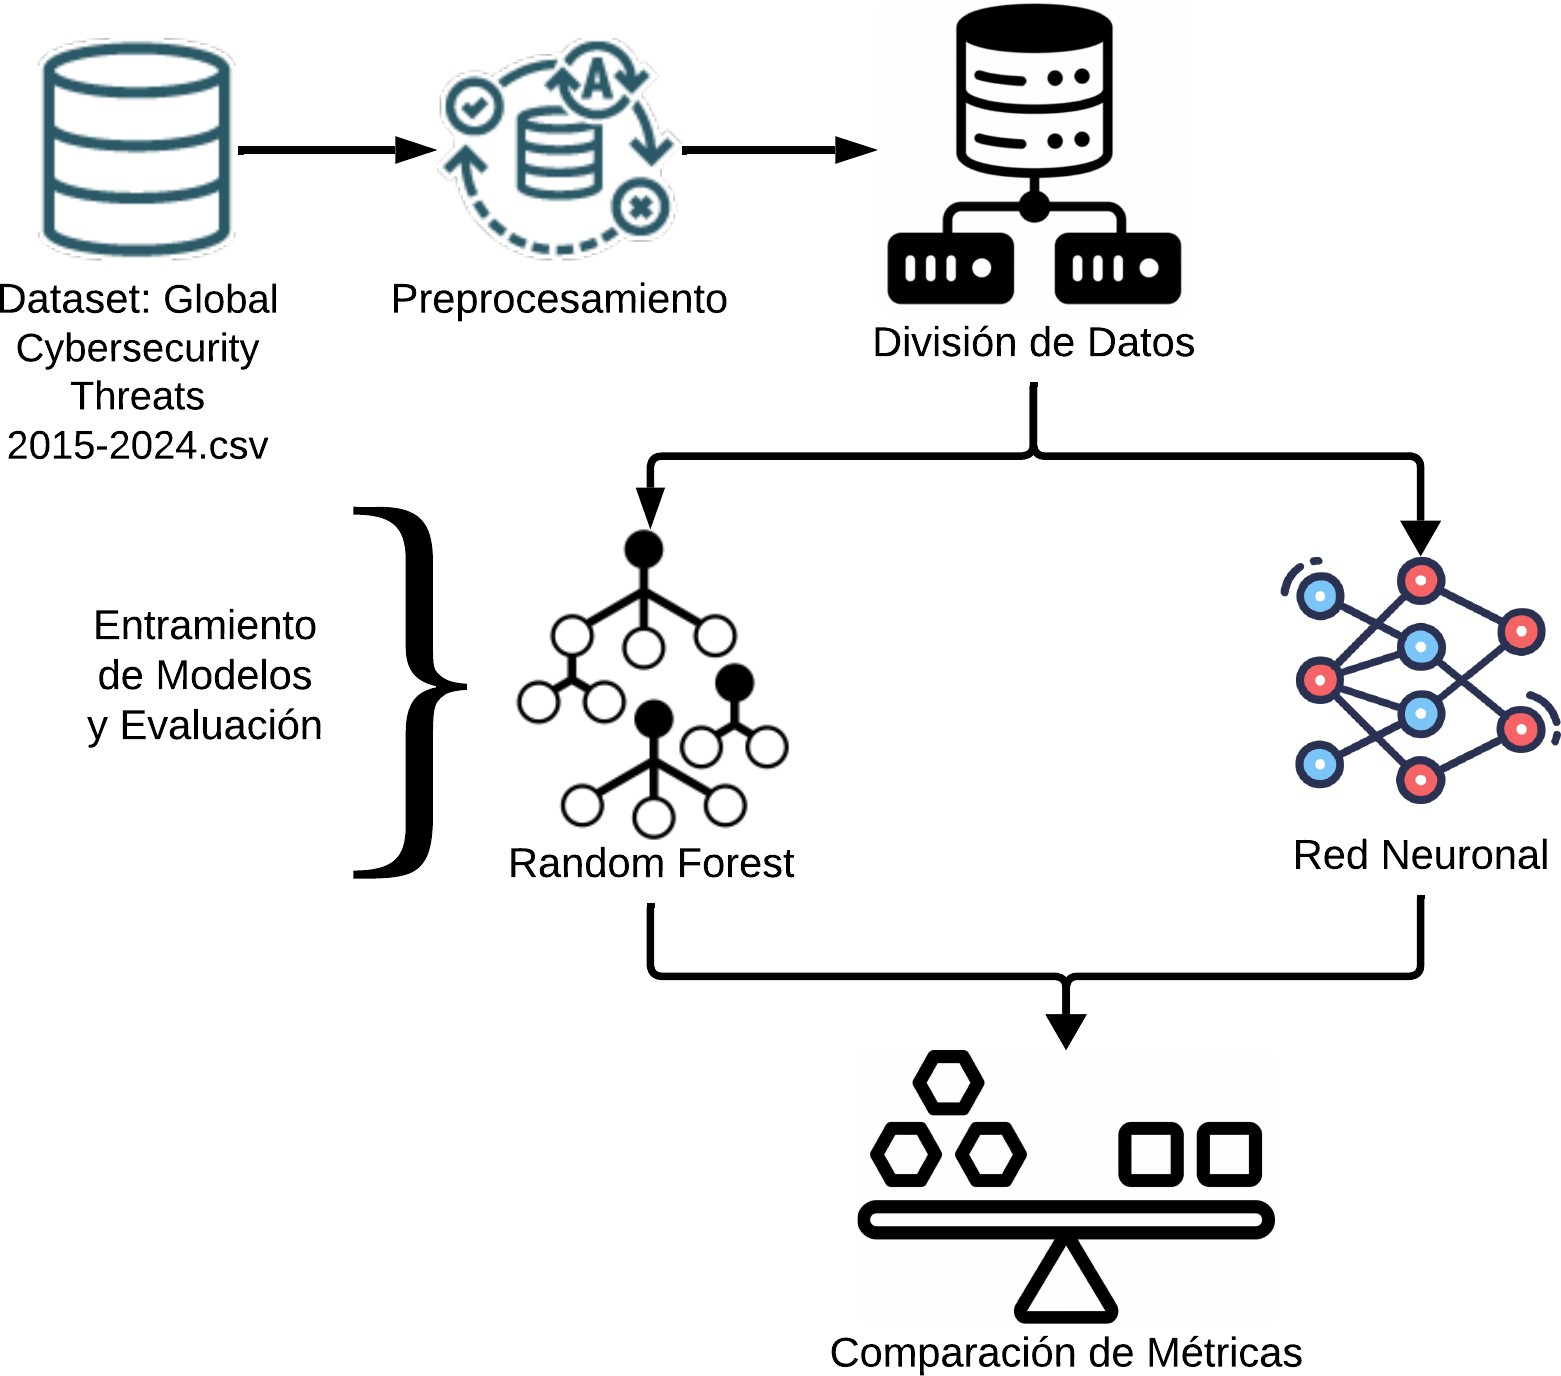 Dataset: Global
Cybersecurity
Threats
2015-2024.csv
Preprocesamiento
A
División de Datos
Entramiento
de Modelos
y Evaluación
Random Forest
Red Neuronal
Comparación de Métricas